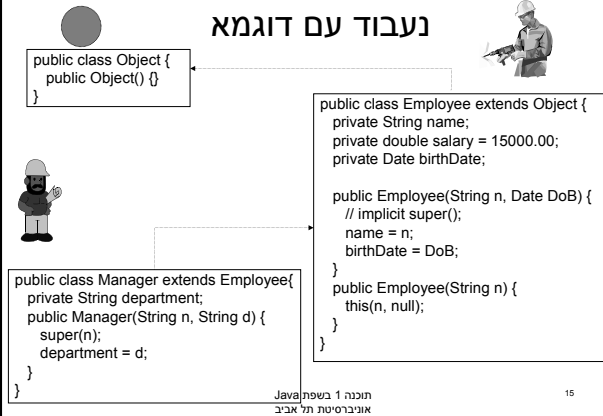 נעבוד עם דוגמא
public class Object {
public Object() {}
}
public class Employee extends Object {
private String name;
private double salary = 15000.00;
private Date birthDate;
public Employee(String n, Date DoB) {
// implicit super();
name = n;
birthDate = DoB;
}
public Employee(String n) {
this(n, null);
}
}
public class Manager extends Employee{
private String department;
public Manager(String n, String d) {
super(n);
department = d;
}
}
תוכנה 1 בשפת Java
אוניברסיטת תל אביב
15